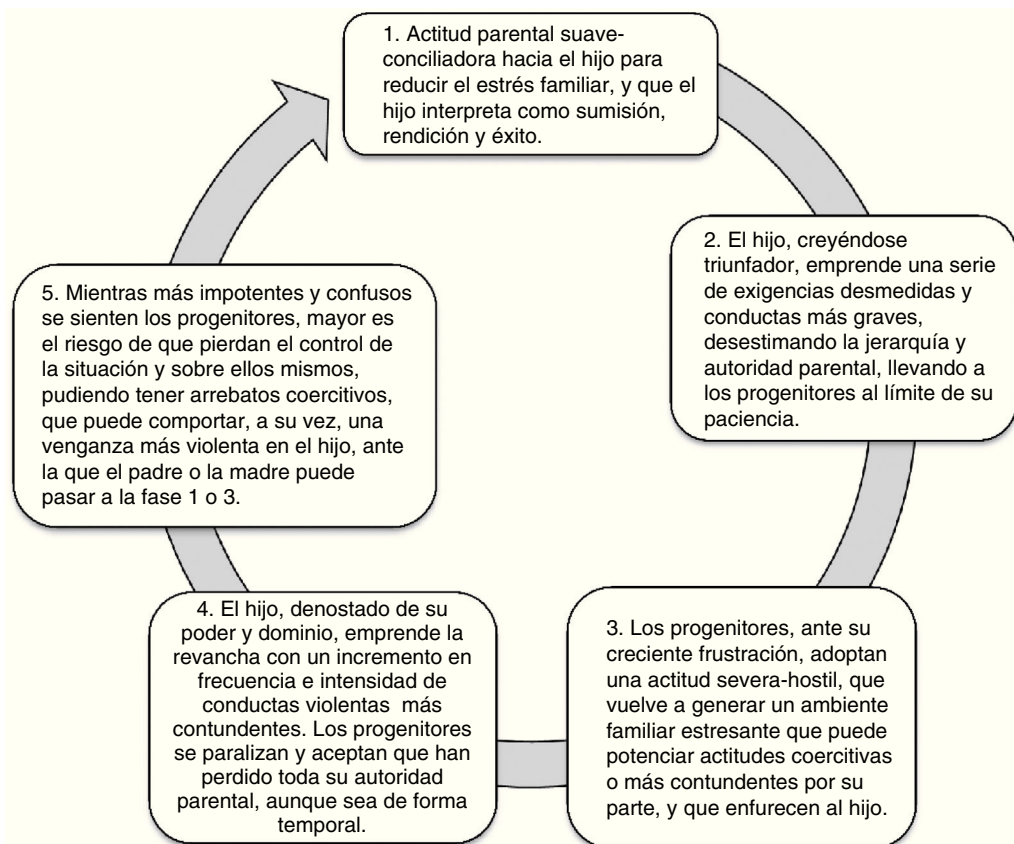 1. Actitud parental suave-
conciliadora hacia el hijo para
reducir el estrés familiar, y que el
hijo interpreta como sumisión,
rendición y éxito.
2. El hijo, creyéndose
triunfador, emprende una serie
de exigencias desmedidas y
conductas más graves,
desestimando la jerarquía y
autoridad parental, llevando a
los progenitores al límite de su
paciencia.
3. Los progenitores, ante su
creciente frustración, adoptan
una actitud severa-hostil, que
vuelve a generar un ambiente
familiar estresante que puede
potenciar actitudes coercitivas
o más contundentes por su
parte, y que enfurecen al hijo.
4. El hijo, denostado de su
poder y dominio, emprende la
revancha con un incremento en
frecuencia e intensidad de
conductas violentas más
contundentes. Los progenitores
se paralizan y aceptan que han
perdido toda su autoridad
parental, aunque sea de forma
temporal.
5. Mientras más impotentes y confusos
se sienten los progenitores, mayor es
el riesgo de que pierdan el control de
la situación y sobre ellos mismos,
pudiendo tener arrebatos coercitivos,
que puede comportar, a su vez, una
venganza más violenta en el hijo, ante
la que el padre o la madre puede
pasar a la fase 1 o 3.